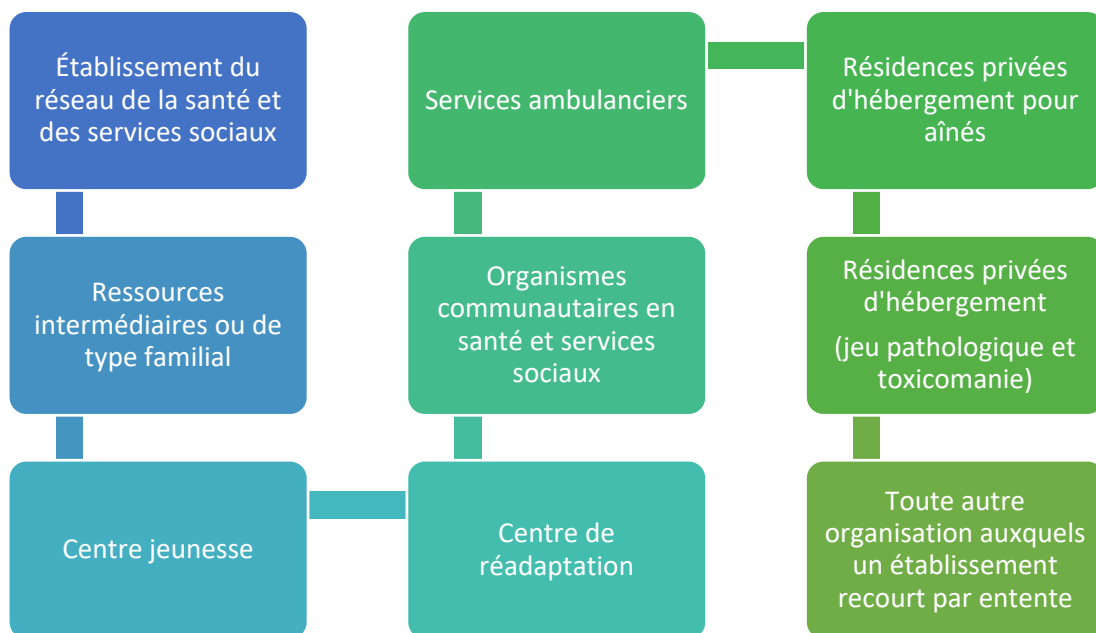 Établissement du
réseau de la santé et
des services sociaux
Ressources
intermédiaires ou de
type familial
Centre jeunesse
Centre de
réadaptation
Organismes
communautaires en
santé et services
sociaux
Services ambulanciers
Résidences privées
d'hébergement pour
aînés
Résidences privées
d'hébergement
(jeu pathologique et
toxicomanie)
Toute autre
organisation auxquels
un établissement
recourt par entente